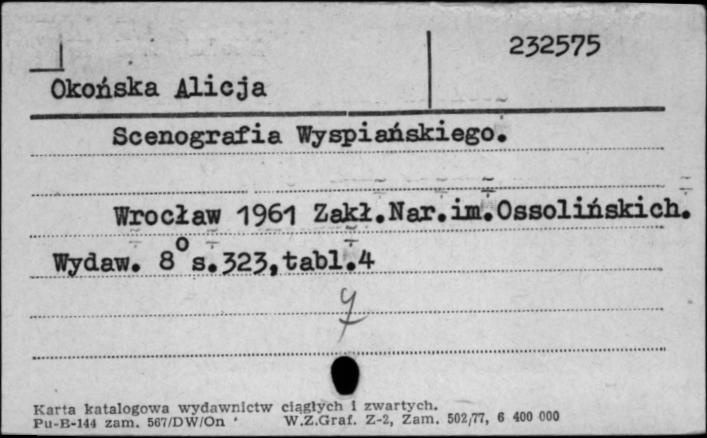 232575
Okońska Alicja
Scenografia Wyspiańskiego.
Wrocław 1961 Zakł.Nar.im.Ossolińskich.
Wydaw. 8° s.323,tabl.4
Karta katalogowa wydawnictw ciągłych i zwartych.
Pu-B-144 zam. 567/DW/On W.Z.Graf. Z-2, Zam. 502/77, 6 400 000